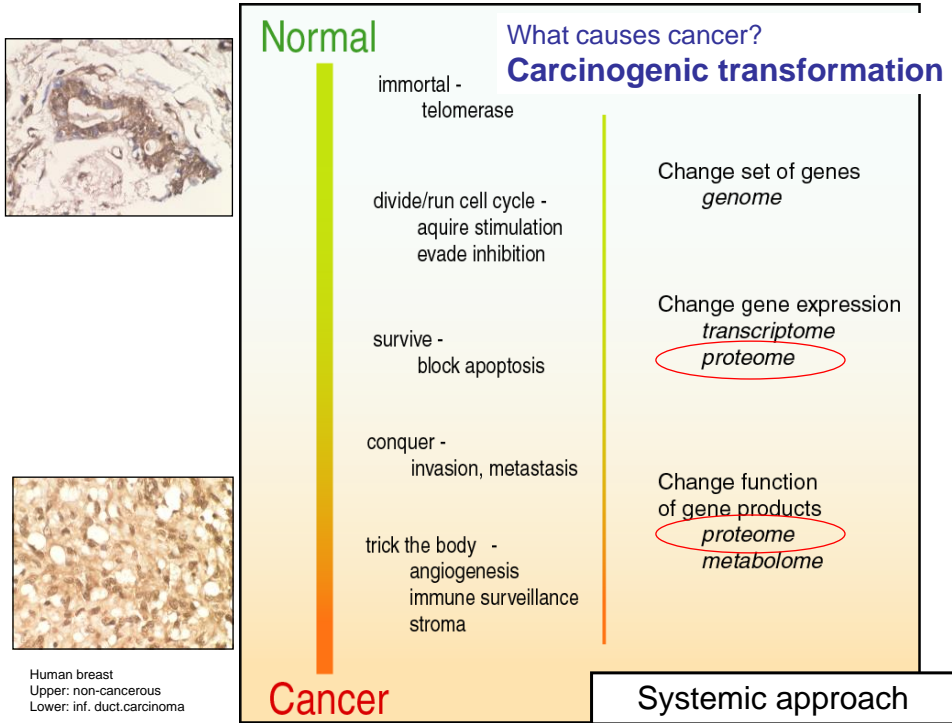 Normal
What causes cancer?
Carcinogenic transformation
immortal -
telomerase
divide/run cell cycle -
aquire stimulation
evade inhibition
survive -
block apoptosis
conquer -
invasion, metastasis
trick the body -
angiogenesis
immune surveillance
stroma
Change set of genes
genome
Change gene expression
transcriptome
proteome
Change function
of gene products
proteome
metabolome
Cancer
Systemic approach
Human breast
Upper: non-cancerous
Lower: inf. duct.carcinoma